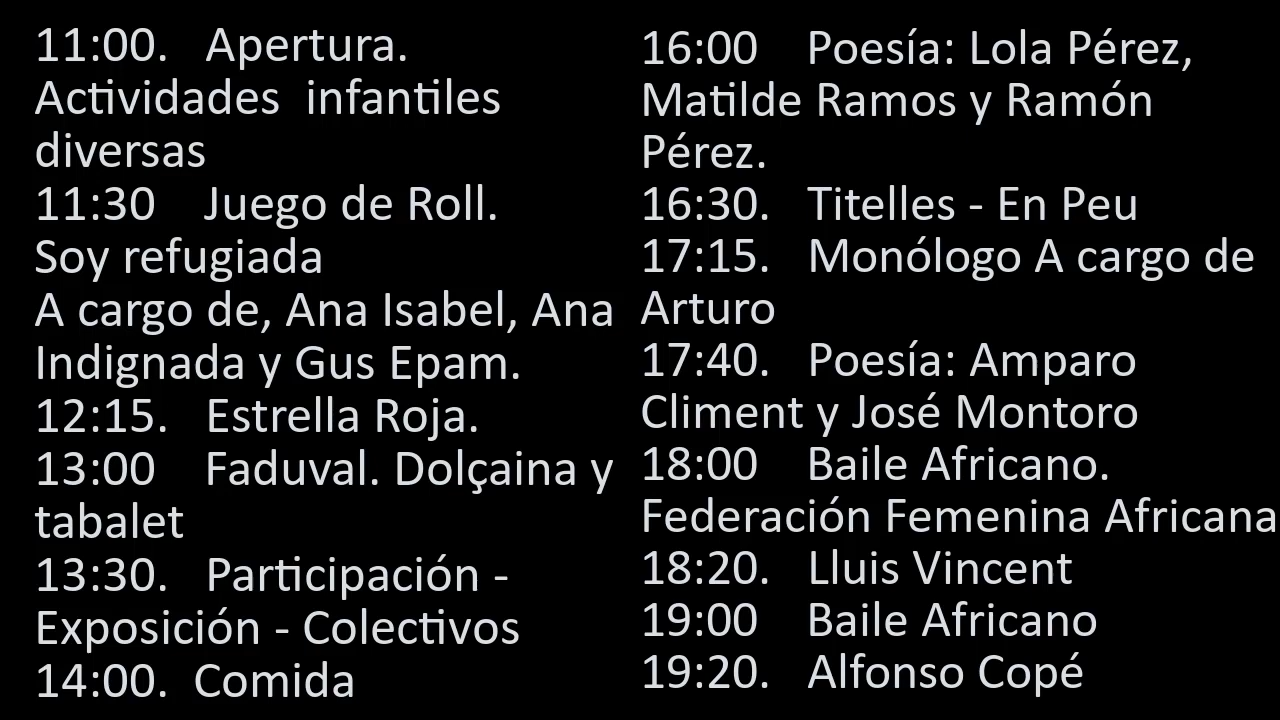 11:00. Apertura.
Actividades infantiles
diversas
11:30 Juego de Roll.
Soy refugiada
A cargo de, Ana Isabel, Ana
Indignada y Gus Epam.
12:15. Estrella Roja.
13:00 Faduval. Dolçaina y
tabalet
13:30. Participación -
Exposición - Colectivos
14:00. Comida
16:00 Poesía: Lola Pérez,
Matilde Ramos y Ramón
Pérez.
16:30. Titelles - En Peu
17:15. Monólogo A cargo de
Arturo
17:40. Poesía: Amparo
Climent y José Montoro
18:00 Baile Africano.
Federación Femenina Africana
18:20. Lluis Vincent
19:00 Baile Africano
19:20. Alfonso Copé